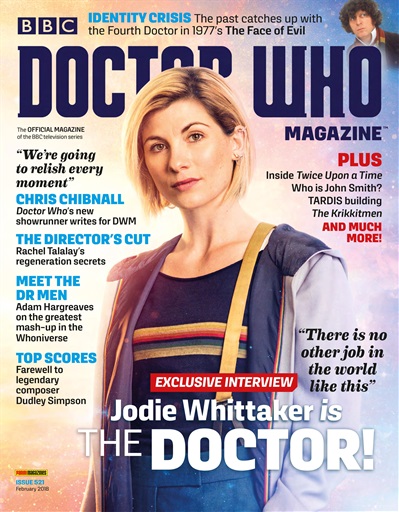 BBC
IDENTITY CRISIS The past catches up with
the Fourth Doctor in 1977's The Face of Evil
DOCTOR WHO
MAGAZINE™
The OFFICIAL MAGAZINE
of the BBC television series
“We're going
to relish every
moment”
CHRIS CHIBNALL
Doctor Who's new
showrunner writes for DWM
THE DIRECTOR'S CUT
Rachel Talalay's
regeneration secrets
MEET THE
DR MEN
Adam Hargreaves
on the greatest
mash-up in the
Whoniverse
TOP SCORES
Farewell to
legendary
composer
Dudley Simpson
PLUS
Inside Twice Upon a Time
Who is John Smith?
TARDIS building
The Krikkitmen
AND MUCH
MORE!
“There is no
other job in
the world
like this”
EXCLUSIVE INTERVIEW
Jodie Whittaker is
THE DOCTOR!
PANINI MAGAZINES
ISSUE 521
February 2018